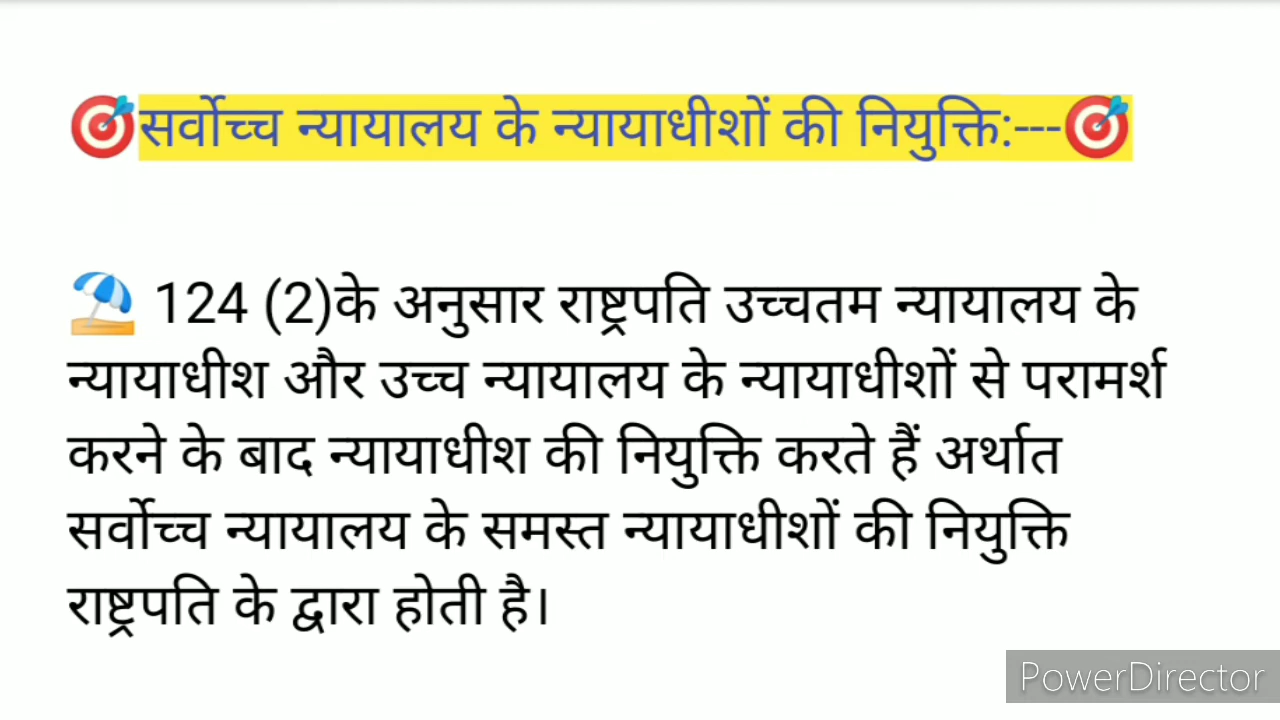 🎯सर्वोच्च न्यायालय के न्यायाधीशों की नियुक्ति:---🎯
⛱️ 124 (2)के अनुसार राष्ट्रपति उच्चतम न्यायालय के
न्यायाधीश और उच्च न्यायालय के न्यायाधीशों से परामर्श
करने के बाद न्यायाधीश की नियुक्ति करते हैं अर्थात
सर्वोच्च न्यायालय के समस्त न्यायाधीशों की नियुक्ति
राष्ट्रपति के द्वारा होती है।
PowerDirector